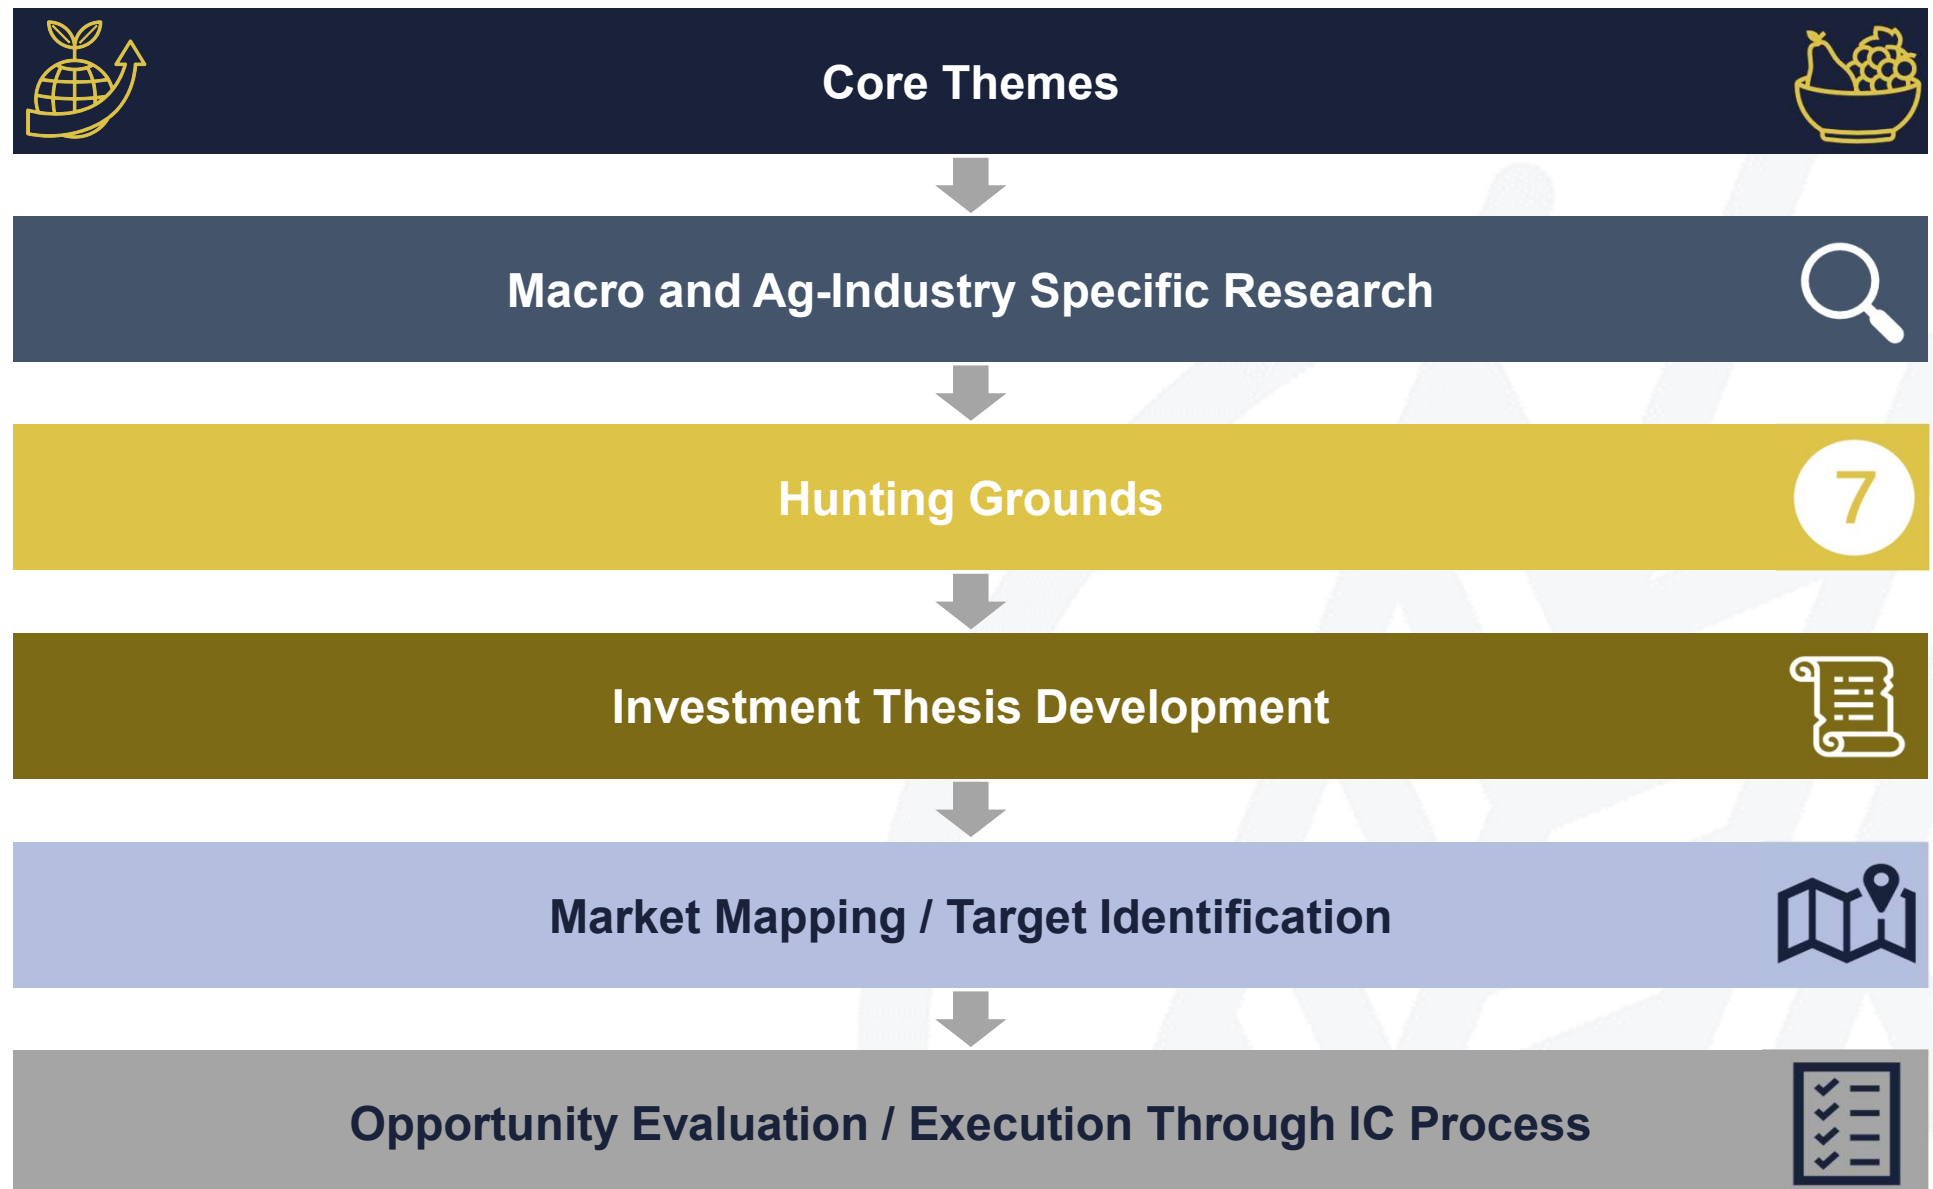 Core Themes
Macro and Ag-Industry Specific Research
Hunting Grounds
7
Investment Thesis Development
Market Mapping / Target Identification
Opportunity Evaluation / Execution Through IC Process